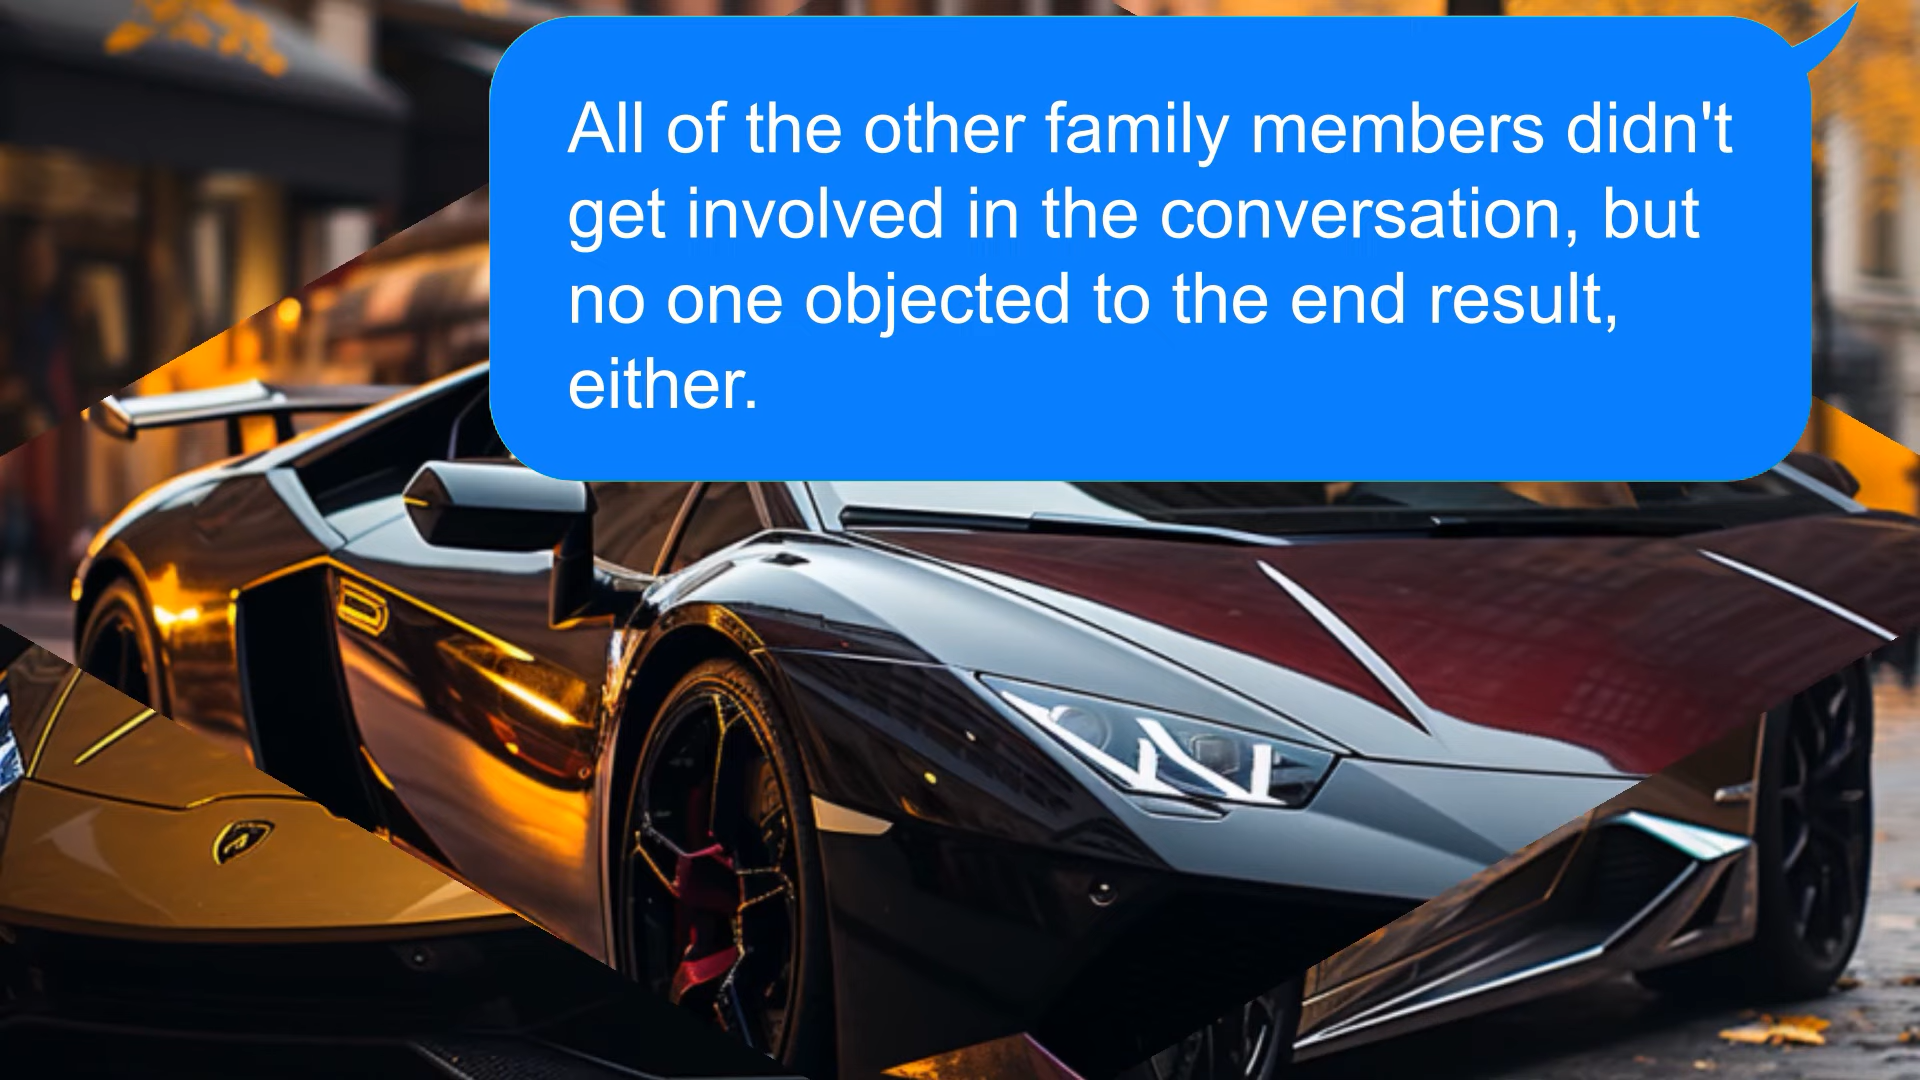 All of the other family members didn't
get involved in the conversation, but
no one objected to the end result,
either.